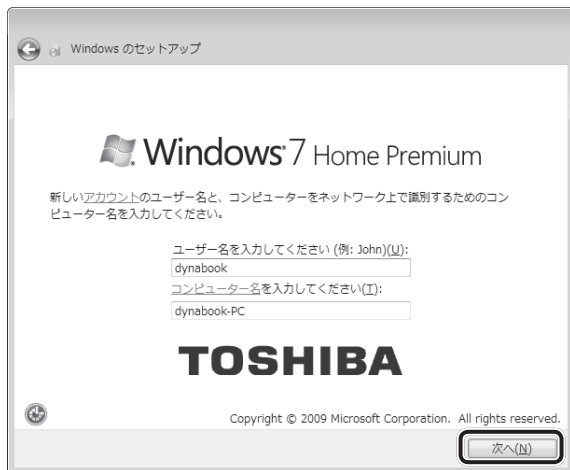 Windows のセットアップ
Windows 7 Home Premium
新しいアカウントのユーザー名と、コンピューターをネットワーク上で識別するためのコン
ピューター名を入力してください。
ユーザー名を入力してください (例: John)(U):
dynabook
コンピューター名を入力してください(T):
dynabook-PC
TOSHIBA
Copyright © 2009 Microsoft Corporation. All rights reserved.
次へ(N)